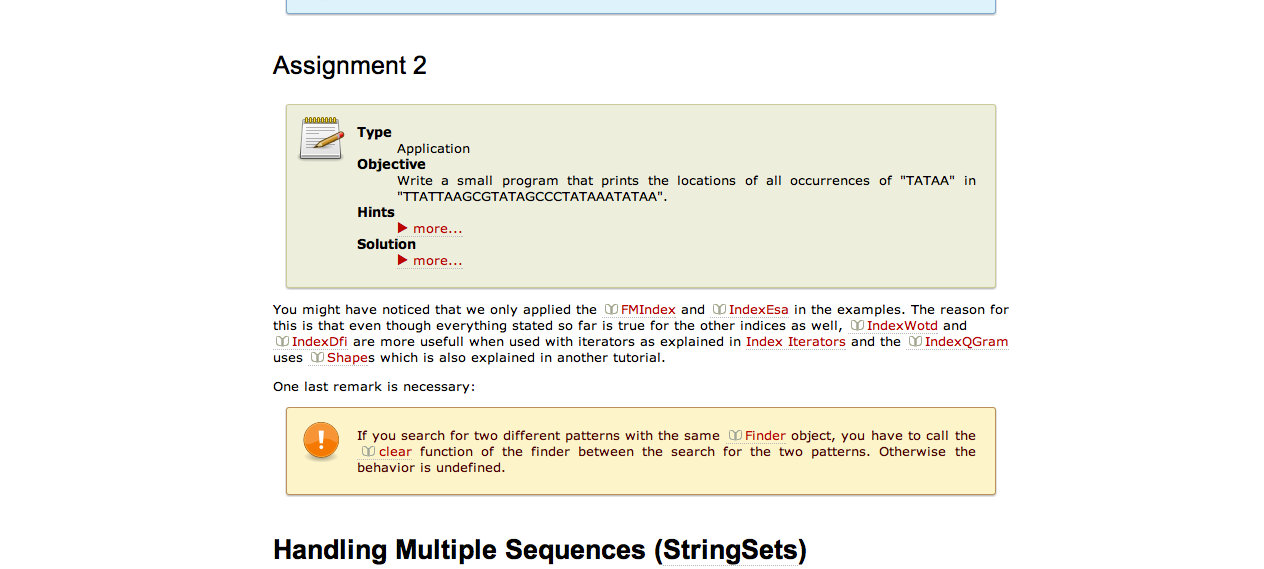 Assignment 2
Type
Application
Objective
Write a small program that prints the locations of all occurrences of "TATAA" in
"TTATTAAGCGTATAGCCCTATAAATATAA".
Hints
more...
Solution
more...
You might have noticed that we only applied the FMIndex and IndexEsa in the examples. The reason for
this is that even though everything stated so far is true for the other indices as well, IndexWotd and
IndexDfi are more usefull when used with iterators as explained in Index Iterators and the IndexQGram
uses Shapes which is also explained in another tutorial.
One last remark is necessary:
If you search for two different patterns with the same Finder object, you have to call the
clear function of the finder between the search for the two patterns. Otherwise the
behavior is undefined.
Handling Multiple Sequences (StringSets)